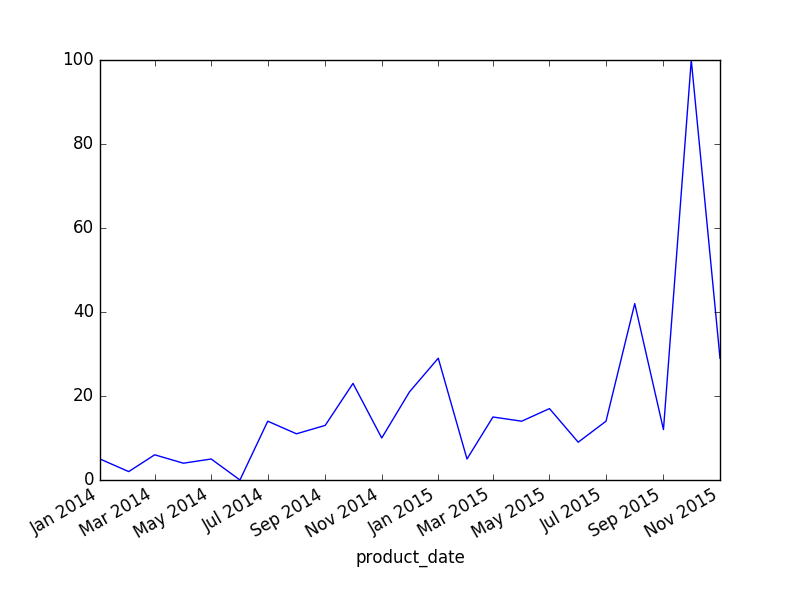 100
80
60
40
20
0
Jan 2014
Mar 2014
May 2014
Jul 2014
Sep 2014
Nov 2014
Jan 2015
Mar 2015
May 2015
Jul 2015
Sep 2015
Nov 2015
product_date